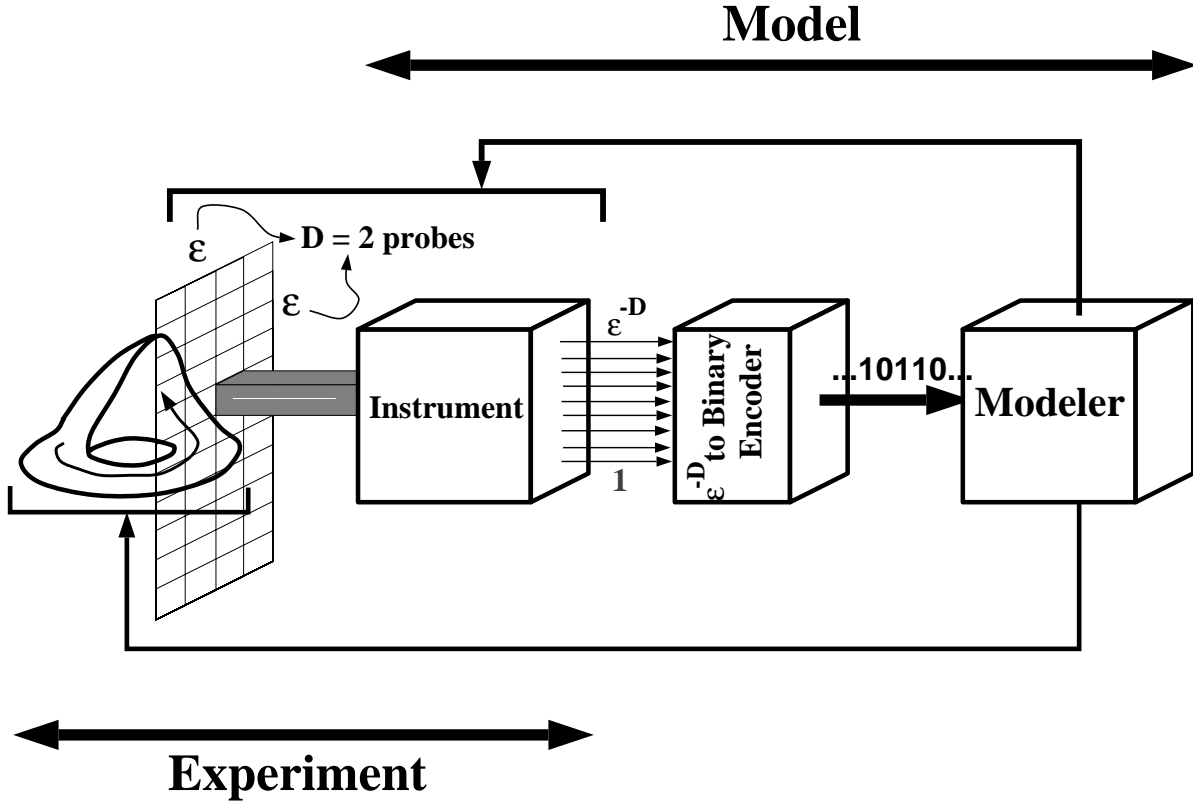 Model
ε
D = 2 probes
ε
ε-D
Instrument
1
ε-D to Binary
Encoder
...10110...
Modeler
Experiment